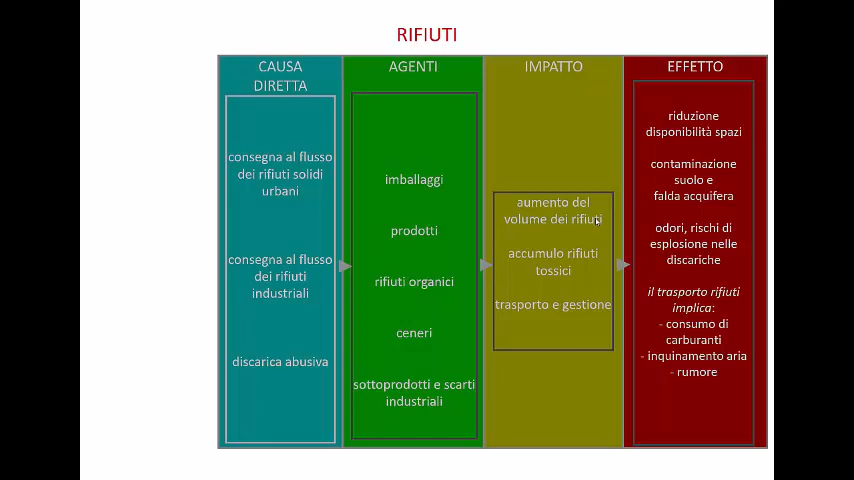 RIFIUTI
CAUSA
DIRETTA
consegna al flusso
dei rifiuti solidi
urbani
consegna al flusso
dei rifiuti
industriali
discarica abusiva
AGENTI
imballaggi
prodotti
rifiuti organici
ceneri
sottoprodotti e scarti
industriali
IMPATTO
aumento del
volume dei rifiuti
accumulo rifiuti
tossici
trasporto e gestione
EFFETTO
riduzione
disponibilità spazi
contaminazione
suolo e
falda acquifera
odori, rischi di
esplosione nelle
discariche
il trasporto rifiuti
implica:
- consumo di
carburanti
- inquinamento aria
- rumore